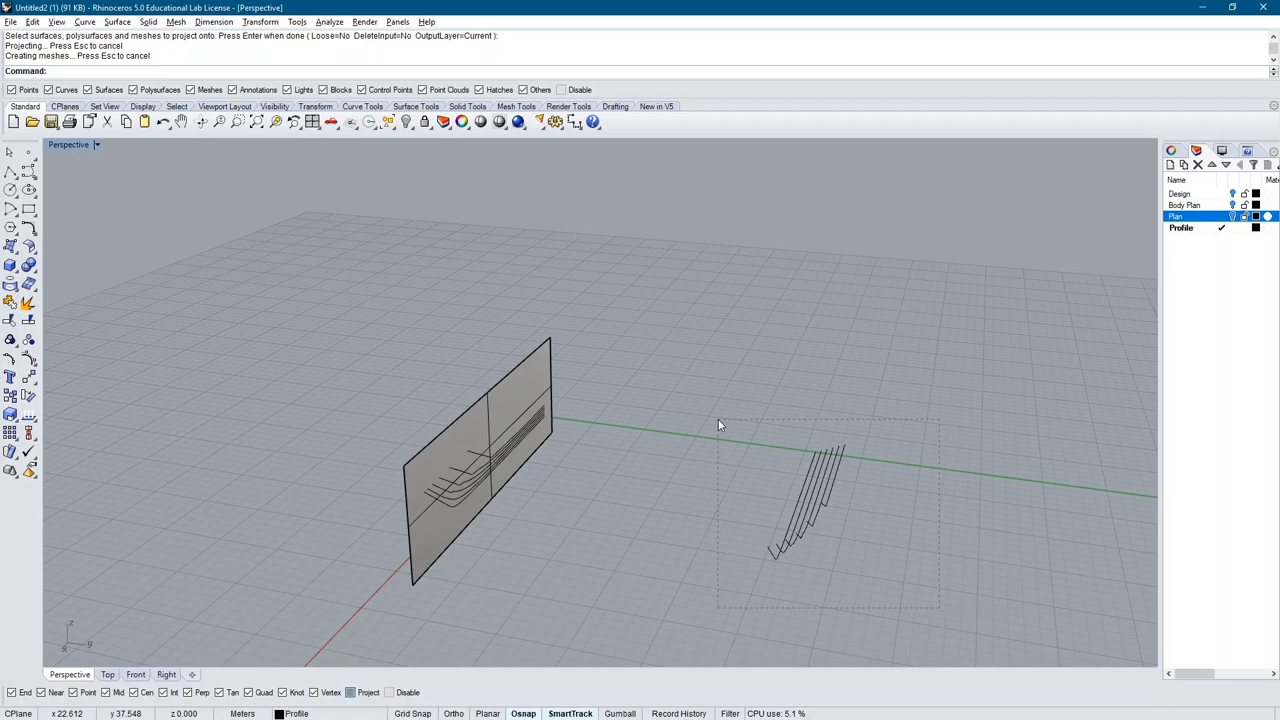 Untitled2 (1) (91 KB) - Rhinoceros 5.0 Educational Lab License - [Perspective]
File Edit View Curve Surface Solid Mesh Dimension Transform Tools Analyze Render Panels Help
Select surfaces, polysurfaces and meshes to project onto. Press Enter when done ( Loose=No DeleteInput=No OutputLayer=Current ):
Projecting... Press Esc to cancel
Creating meshes... Press Esc to cancel
Command:
Points Curves Surfaces Polysurfaces Meshes Annotations Lights Blocks Control Points Point Clouds Hatches Others Disable
Standard CPlanes Set View Display Select Viewport Layout Visibility Transform Curve Tools Surface Tools Solid Tools Mesh Tools Render Tools Drafting New in V5
Perspective
Name Mate
Design
Body Plan
Plan
Profile
z
y
x
Perspective Top Front Right
End Near Point Mid Cen Int Perp Tan Quad Knot Vertex Project Disable
CPlane x 22.612 y 37.548 z 0.000 Meters Profile Grid Snap Ortho Planar Osnap SmartTrack Gumball Record History Filter CPU use: 5.1 %